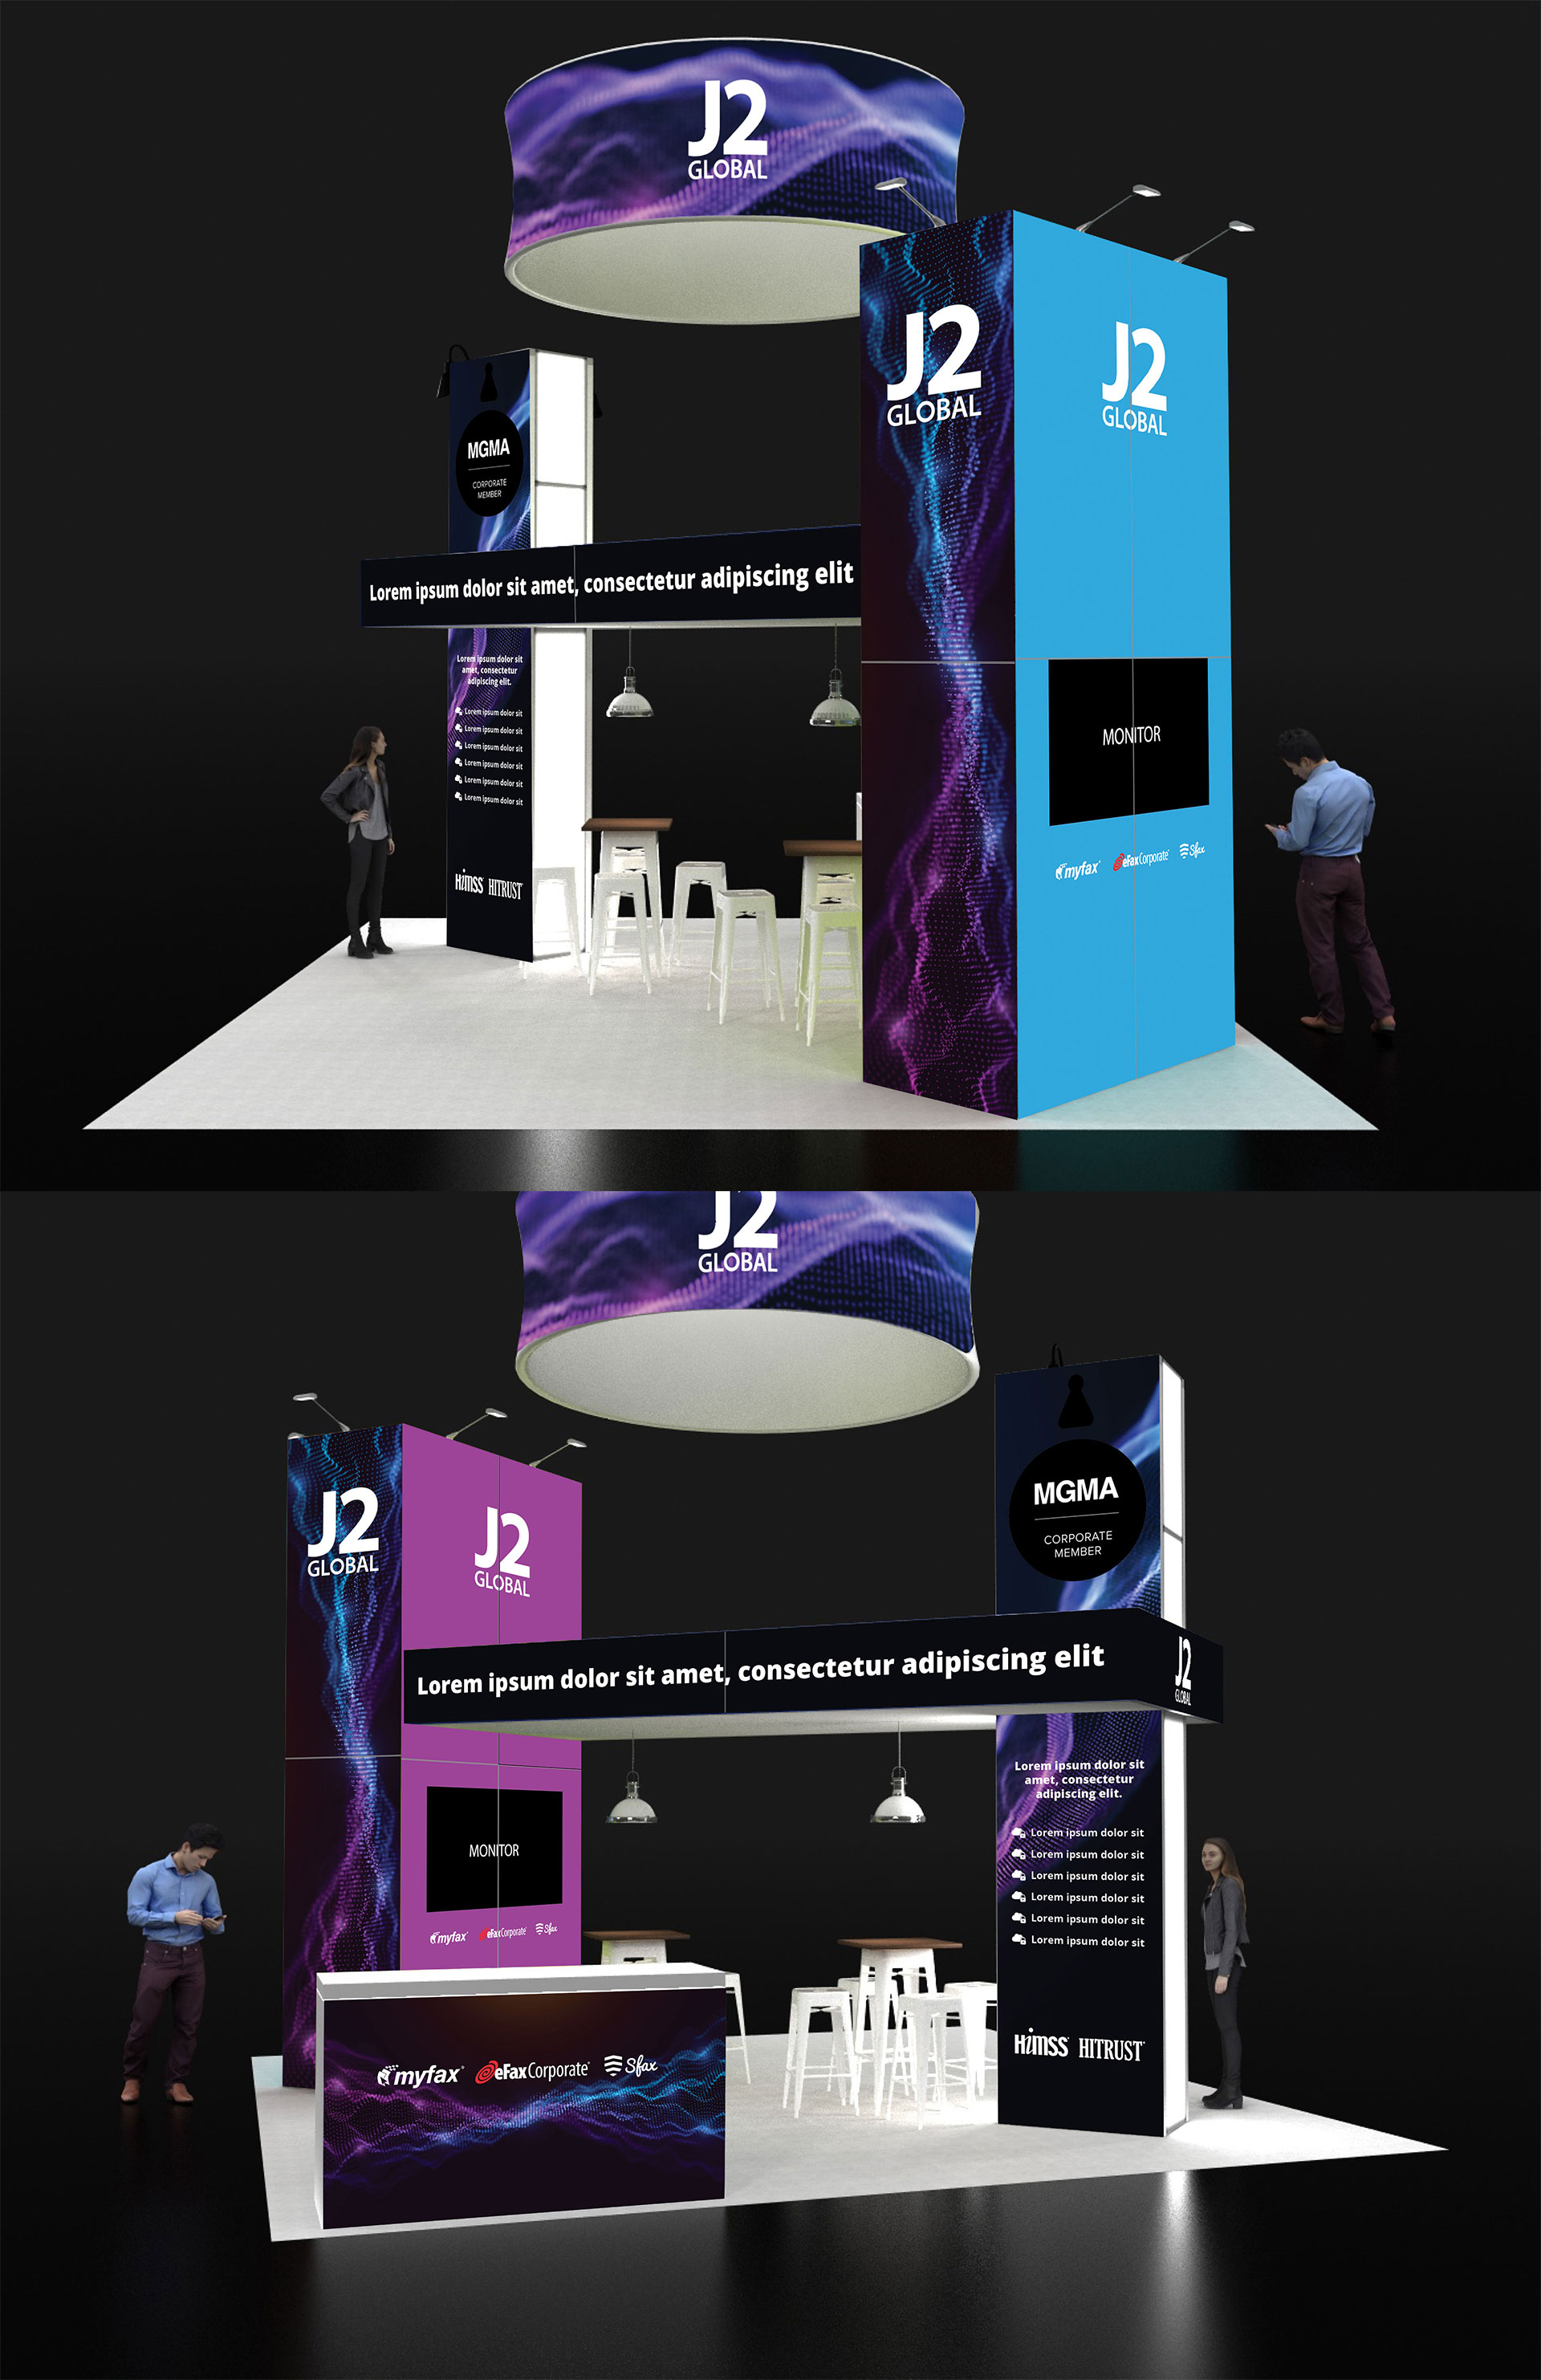 J2
GLOBAL
J2
GLOBAL
J2
GLOBAL
MGMA
CORPORATE
MEMBER
Lorem ipsum dolor sit amet, consectetur adipiscing elit
Lorem ipsum dolor sit
amet, consectetur
adipiscing elit.
Lorem ipsum dolor sit
Lorem ipsum dolor sit
Lorem ipsum dolor sit
Lorem ipsum dolor sit
Lorem ipsum dolor sit
Lorem ipsum dolor sit
HiMSS HITRUST
MONITOR
myfax eFax Corporate Sfax
J2
GLOBAL
J2
GLOBAL
J2
GLOBAL
MGMA
CORPORATE
MEMBER
Lorem ipsum dolor sit amet, consectetur adipiscing elit
J2
GLOBAL
Lorem ipsum dolor sit
amet, consectetur
adipiscing elit.
Lorem ipsum dolor sit
Lorem ipsum dolor sit
Lorem ipsum dolor sit
Lorem ipsum dolor sit
Lorem ipsum dolor sit
Lorem ipsum dolor sit
HiMSS HITRUST
MONITOR
myfax eFax Corporate Sfax
myfax® eFax Corporate® Sfax